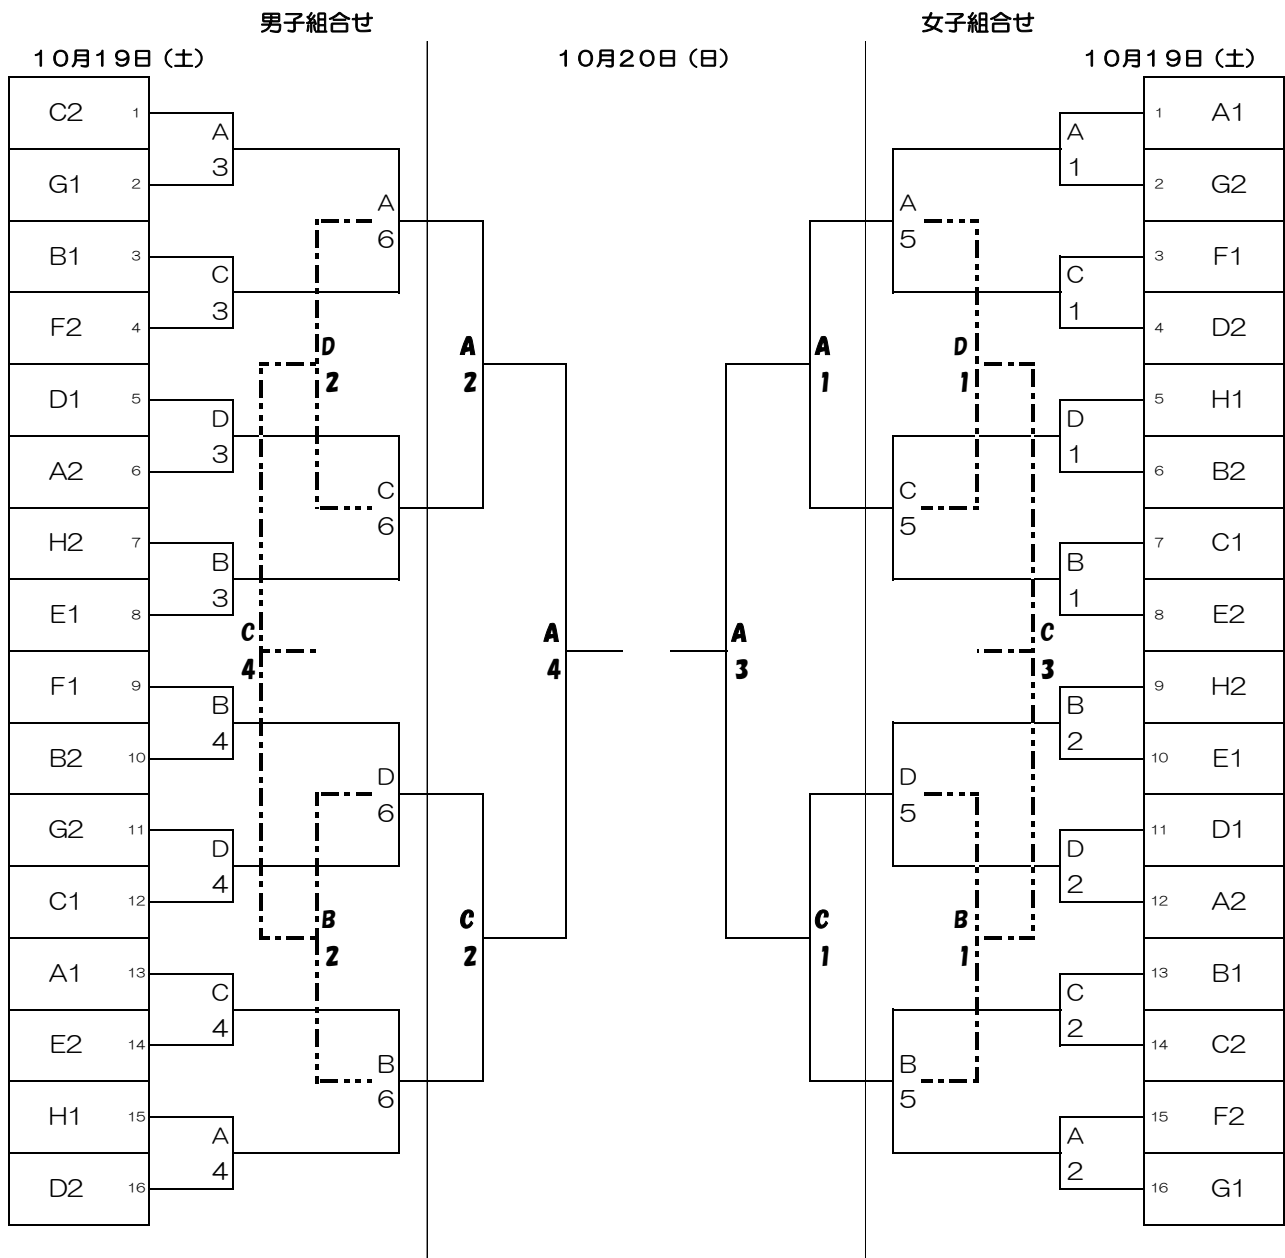 男子組合せ 女子組合せ
10月19日（土） 10月20日（日） 10月19日（土）
C2 1 1 A1
A A
3 1
G1 2 2 G2
A A
6 5
B1 3 3 F1
C C
3 1
F2 4 4 D2
D A A D
2 2 1 1
D1 5 5 H1
D D
3 1
A2 6 6 B2
C C
6 5
H2 7 7 C1
B B
3 1
E1 8 8 E2
C A A C
4 4 3 3
F1 9 9 H2
B B
4 2
B2 10 10 E1
D D
6 5
G2 11 11 D1
D D
4 2
C1 12 12 A2
B C C B
2 2 1 1
A1 13 13 B1
C C
4 2
E2 14 14 C2
B B
6 5
H1 15 15 F2
A A
4 2
D2 16 16 G1